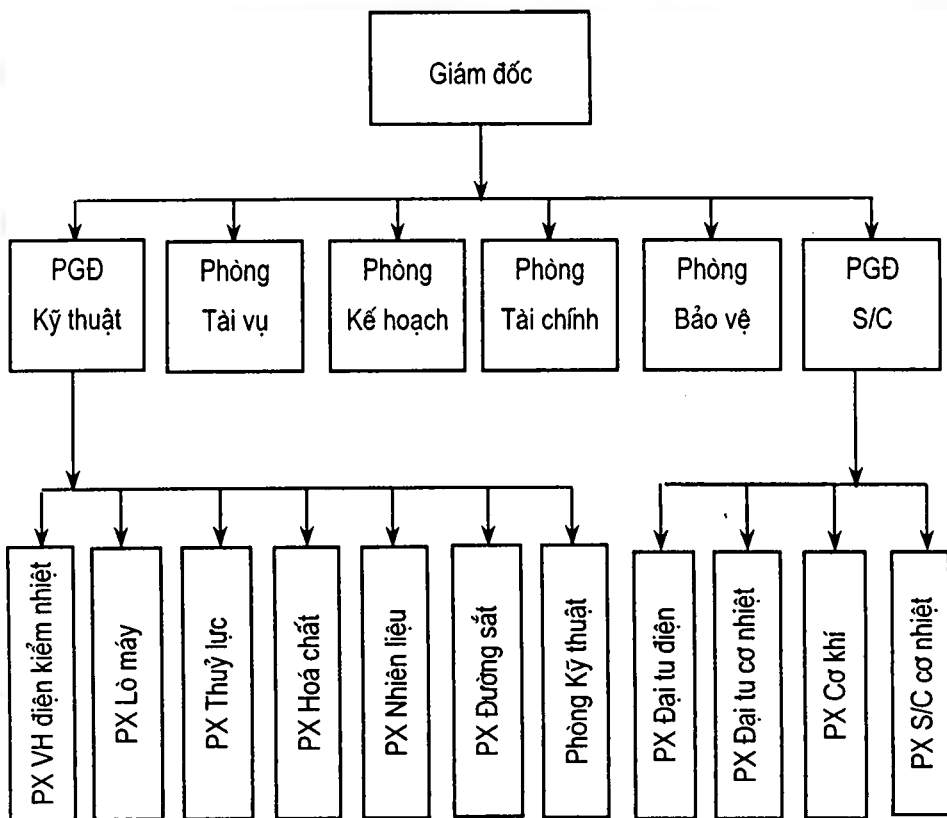 Giám đốc
PGĐ
Kỹ thuật
Phòng
Tài vụ
Phòng
Kế hoạch
Phòng
Tài chính
Phòng
Bảo vệ
PGĐ
S/C
PX VH điện kiểm nhiệt
PX Lò máy
PX Thuỷ lực
PX Hoá chất
PX Nhiên liệu
PX Đường sắt
Phòng Kỹ thuật
PX Đại tu điện
PX Đại tu cơ nhiệt
PX Cơ khí
PX S/C cơ nhiệt